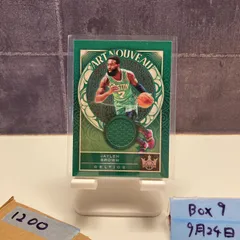 ART NOUVEAU
JAYLEN BROWN
CELTICS
1200
Box 9
9月24日